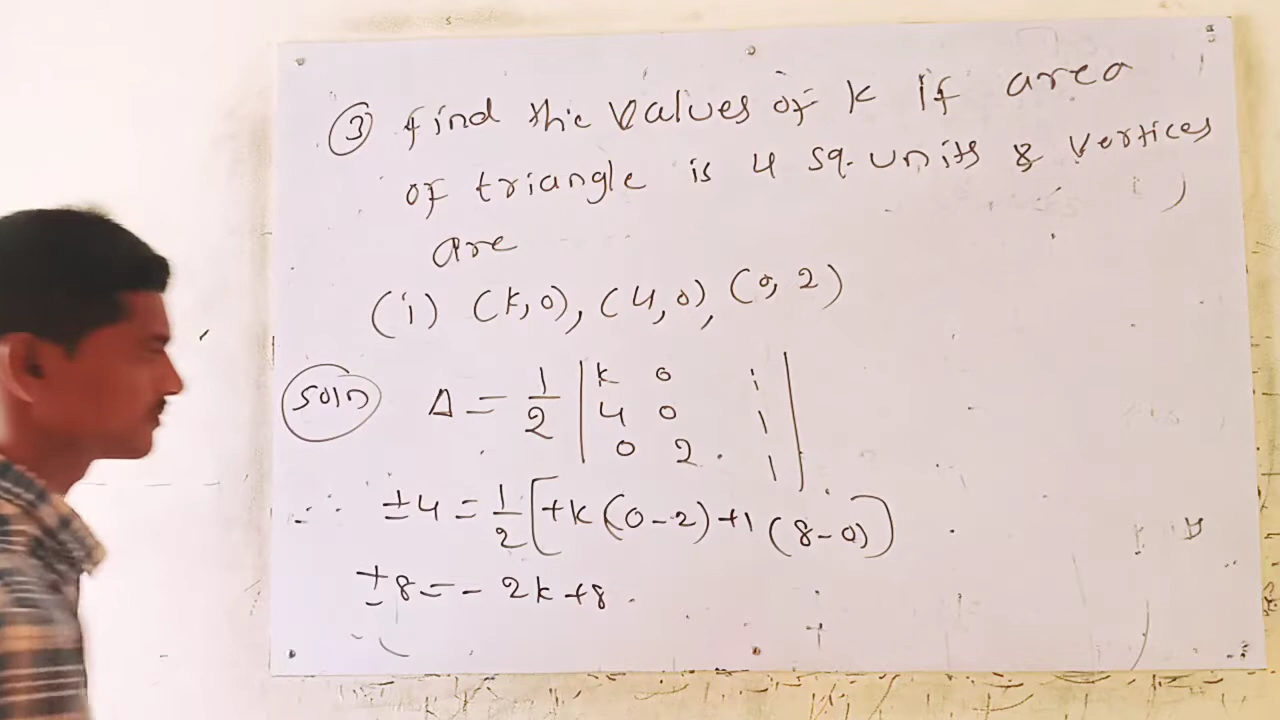 ③ find the values of k if area
of triangle is 4 sq. units & vertices
are
(i) (k,0), (4,0), (0,2)
Soln Δ = 1/2 | k 0 1 |
| 4 0 1 |
| 0 2 1 |
∴ ±4 = 1/2 [+k(0-2)+1(8-0)]
±8 = - 2k+8